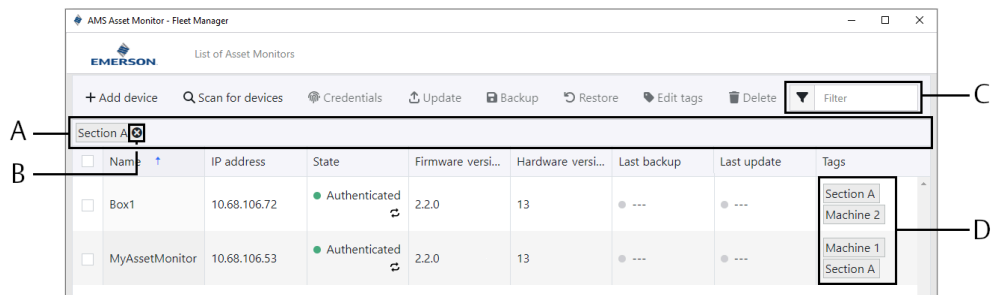 AMS Asset Monitor - Fleet Manager
EMERSON
List of Asset Monitors
+ Add device Scan for devices Credentials Update Backup Restore Edit tags Delete Filter
C
A
Section A
B
Name ↑ IP address State Firmware versi... Hardware versi... Last backup Last update Tags
Box1 10.68.106.72 Authenticated 2.2.0 13 --- --- Section A
Machine 2
D
MyAssetMonitor 10.68.106.53 Authenticated 2.2.0 13 --- --- Machine 1
Section A